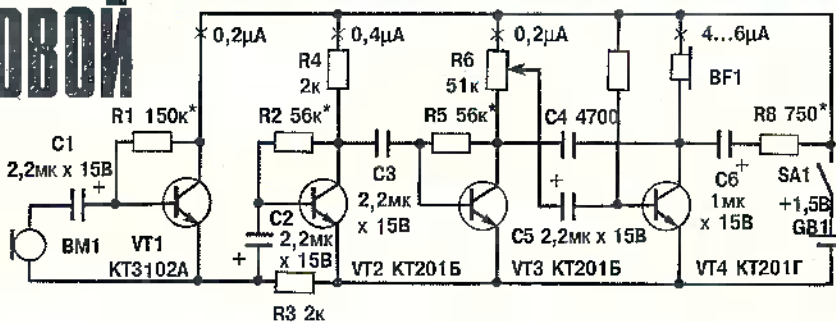 ОВОЙ
0,2μA
0,4μA
0,2μA
4...6μA
R4
2к
R6
51к
BF1
R1 150к*
R2 56к*
R5 56к*
C4 4700
R8 750*
C1
2,2мк х 15В
+
C3
2,2мк
х 15В
+
C6
+
1мк
х 15В
SA1
+1,5В
GB1
BM1
VT1
КТ3102А
C2
2,2мк
х 15В
+
C5 2,2мк х 15В
VT2 КТ201Б
VT3 КТ201Б
VT4 КТ201Г
R3 2к